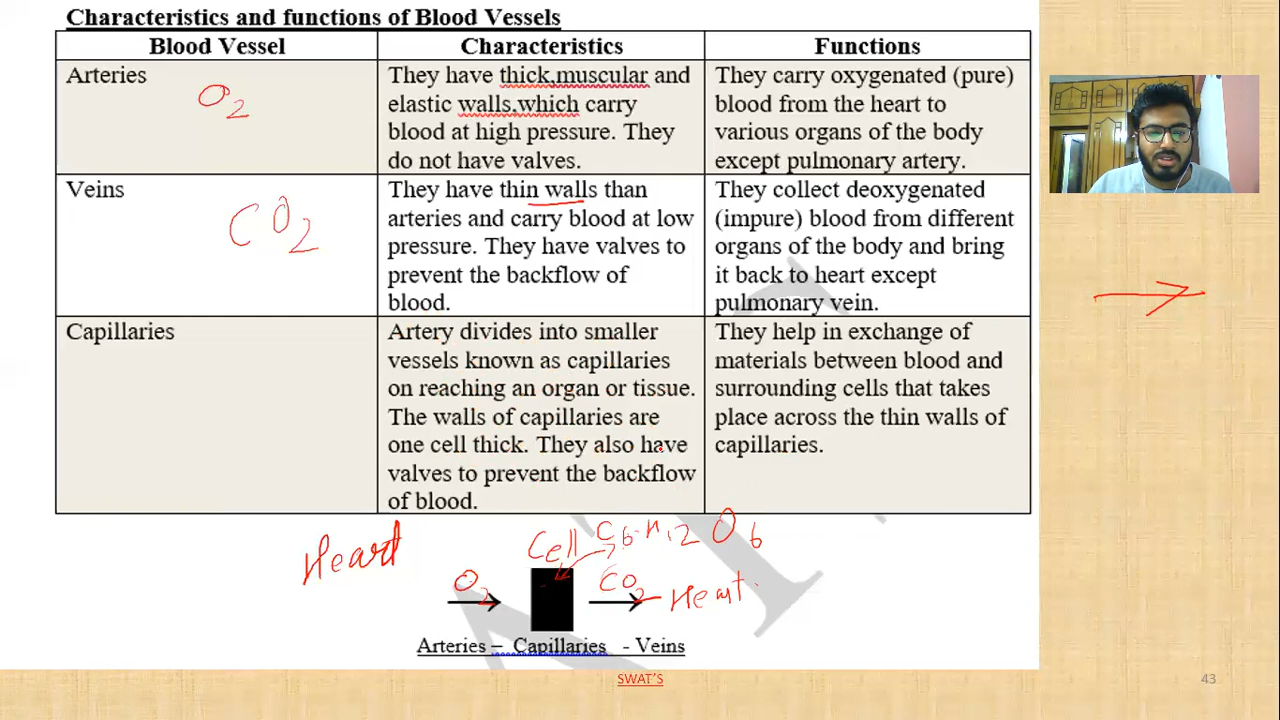 Characteristics and functions of Blood Vessels
Blood Vessel
Characteristics
Functions
Arteries
O2
They have thick,muscular and
elastic walls,which carry
blood at high pressure. They
do not have valves.
They carry oxygenated (pure)
blood from the heart to
various organs of the body
except pulmonary artery.
Veins
CO2
They have thin walls than
arteries and carry blood at low
pressure. They have valves to
prevent the backflow of
blood.
They collect deoxygenated
(impure) blood from different
organs of the body and bring
it back to heart except
pulmonary vein.
Capillaries
Artery divides into smaller
vessels known as capillaries
on reaching an organ or tissue.
The walls of capillaries are
one cell thick. They also have
valves to prevent the backflow
of blood.
They help in exchange of
materials between blood and
surrounding cells that takes
place across the thin walls of
capillaries.
Heart
Cell C6H12O6
O2
CO2
Heart
Arteries – Capillaries - Veins
SWAT'S
43